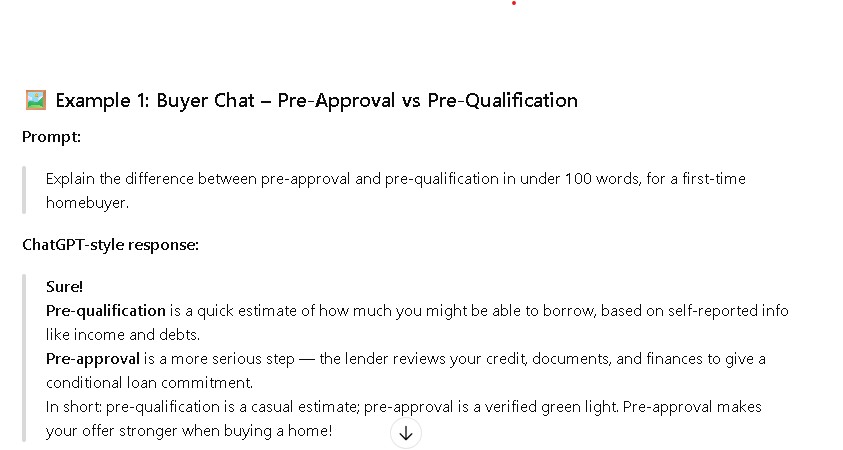 Example 1: Buyer Chat – Pre-Approval vs Pre-Qualification
Prompt:
Explain the difference between pre-approval and pre-qualification in under 100 words, for a first-time
homebuyer.
ChatGPT-style response:
Sure!
Pre-qualification is a quick estimate of how much you might be able to borrow, based on self-reported info
like income and debts.
Pre-approval is a more serious step — the lender reviews your credit, documents, and finances to give a
conditional loan commitment.
In short: pre-qualification is a casual estimate; pre-approval is a verified green light. Pre-approval makes
your offer stronger when buying a home!